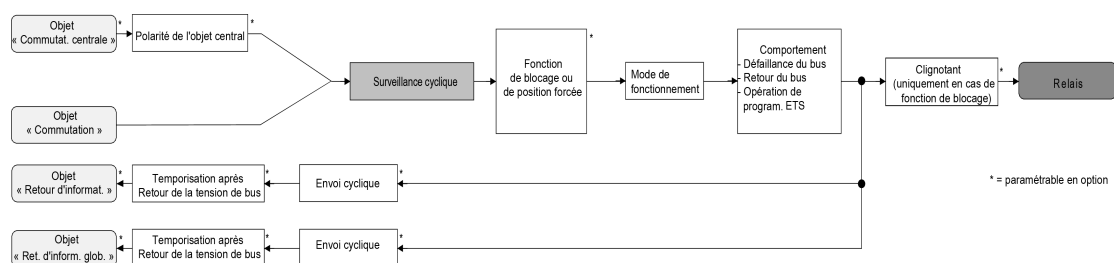 Objet
« Commutat. centrale »
*
Polarité de l'objet central
*
Surveillance cyclique
Fonction
de blocage ou
de position forcée
*
Mode de
fonctionnement
Comportement
- Défaillance du bus
- Retour du bus
- Opération de
program. ETS
Clignotant
(uniquement en cas de
fonction de blocage)
*
Relais
Objet
« Commutation »
Objet
« Retour d'informat. »
*
Temporisation après
Retour de la tension de bus
*
Envoi cyclique
*
* = paramétrable en option
Objet
« Ret. d'inform. glob. »
*
Temporisation après
Retour de la tension de bus
*
Envoi cyclique
*